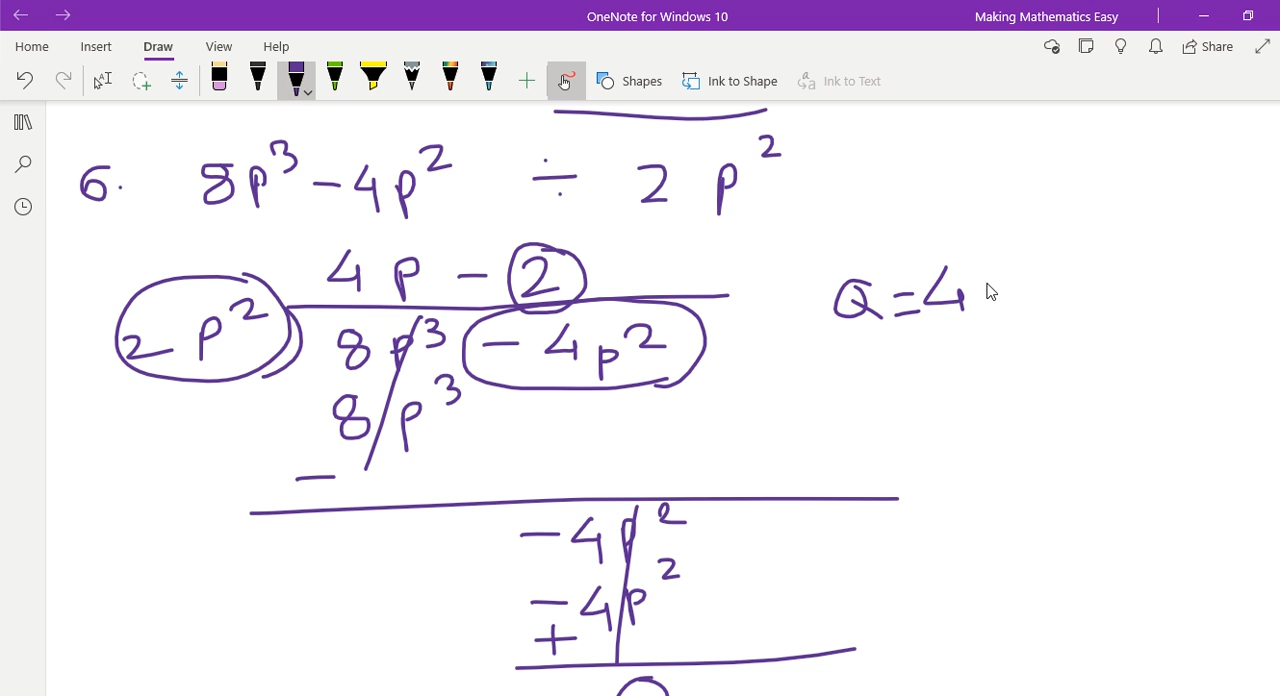 OneNote for Windows 10
Making Mathematics Easy
Home Insert Draw View Help
Share
Shapes
Ink to Shape
Ink to Text
6. 8p³ - 4p² ÷ 2p²
4p - 2
2p² ) 8p³ - 4p²
8p³
-
Q = 4
-4p²
-4p²
+